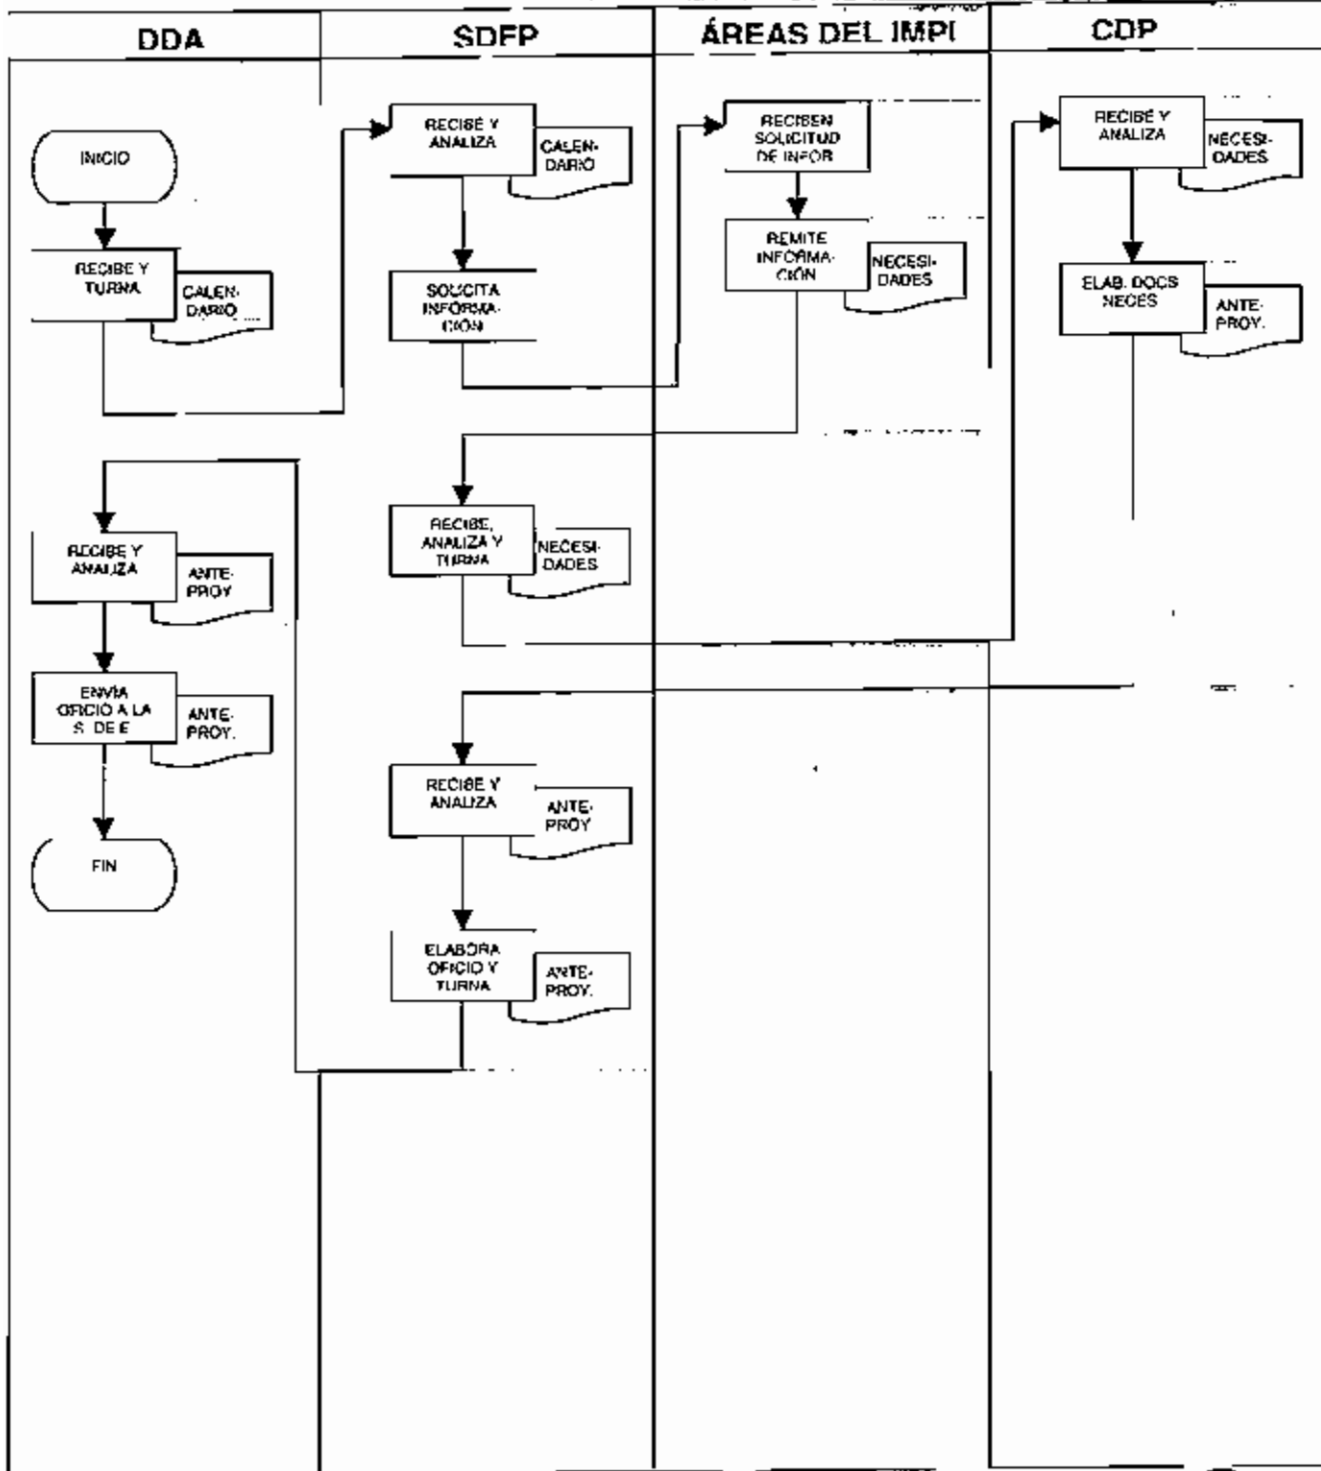 DDA
SDFP
ÁREAS DEL IMPI
CDP
INICIO
RECIBE Y
TURNA
CALEN-
DARIO
RECIBE Y
ANALIZA
ANTE-
PROY
ENVÍA
OFICIO A LA
S. DE E
ANTE-
PROY.
FIN
RECIBE Y
ANALIZA
CALEN-
DARIO
SOLICITA
INFORMA-
CIÓN
RECIBE,
ANALIZA Y
TURNA
NECESI-
DADES
RECIBE Y
ANALIZA
ANTE-
PROY
ELABORA
OFICIO Y
TURNA
ANTE-
PROY.
RECIBEN
SOLICITUD
DE INFOR
REMITE
INFORMA-
CIÓN
NECESI-
DADES
RECIBE Y
ANALIZA
NECESI-
DADES
ELAB. DOCS
NECES
ANTE-
PROY.